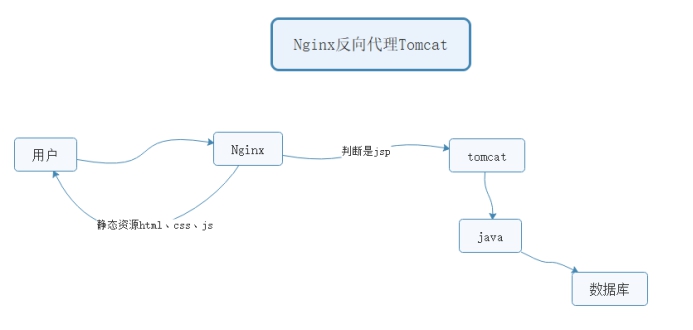 Nginx反向代理Tomcat
用户
Nginx
判断是jsp
tomcat
静态资源html、css、js
java
数据库